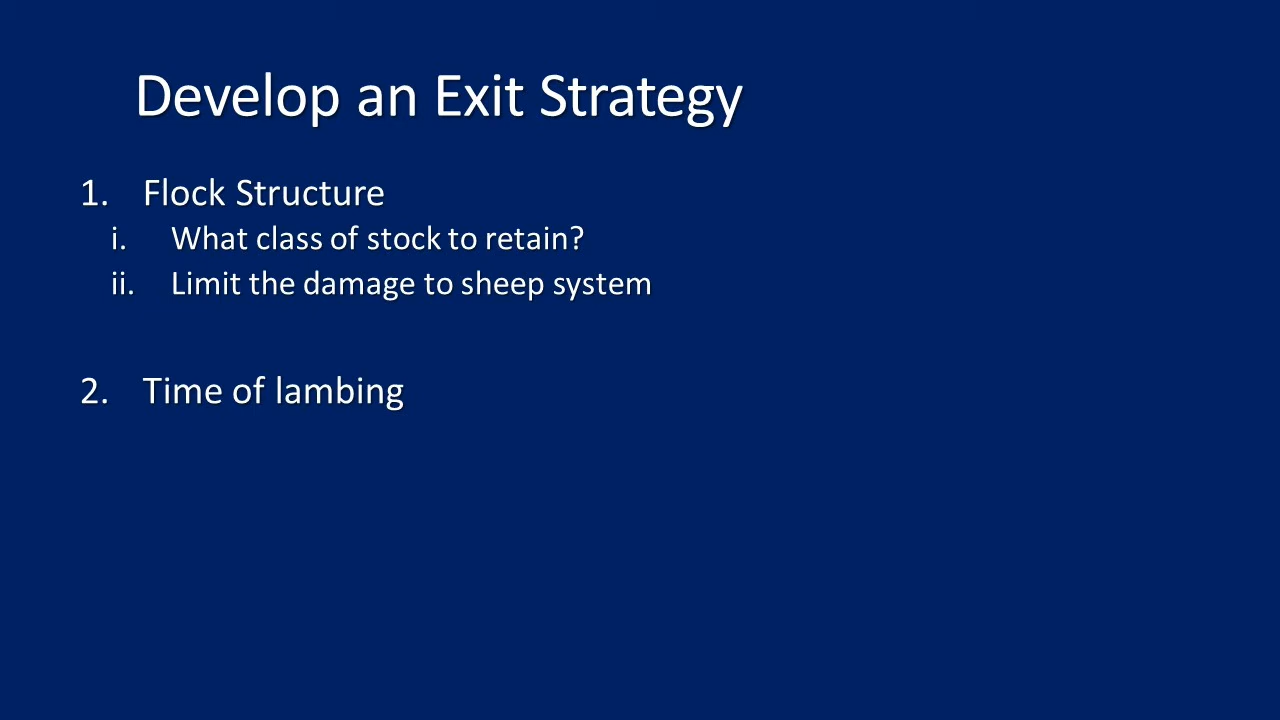 Develop an Exit Strategy
1. Flock Structure
i. What class of stock to retain?
ii. Limit the damage to sheep system
2. Time of lambing